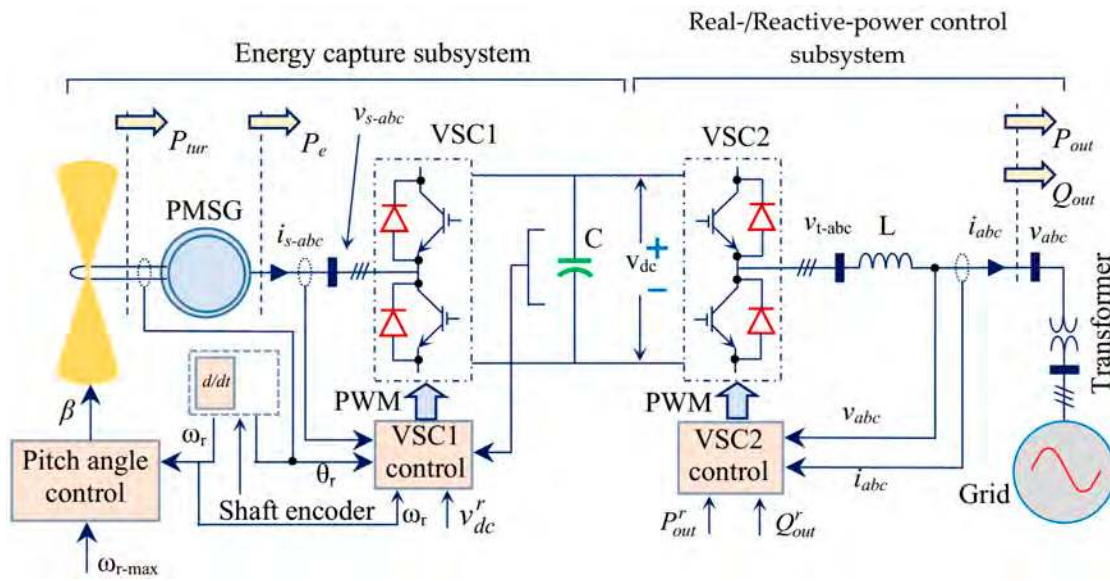 Real-/Reactive-power control
subsystem
Energy capture subsystem
P_tur
P_e
v_s-abc
VSC1
VSC2
P_out
Q_out
PMSG
i_s-abc
C
v_dc
+
−
v_t-abc
L
i_abc
v_abc
Transformer
d/dt
β
ω_r
PWM
PWM
v_abc
Pitch angle
control
θ_r
VSC1
control
VSC2
control
i_abc
Grid
Shaft encoder
ω_r
v^r_dc
P^r_out
Q^r_out
ω_r-max